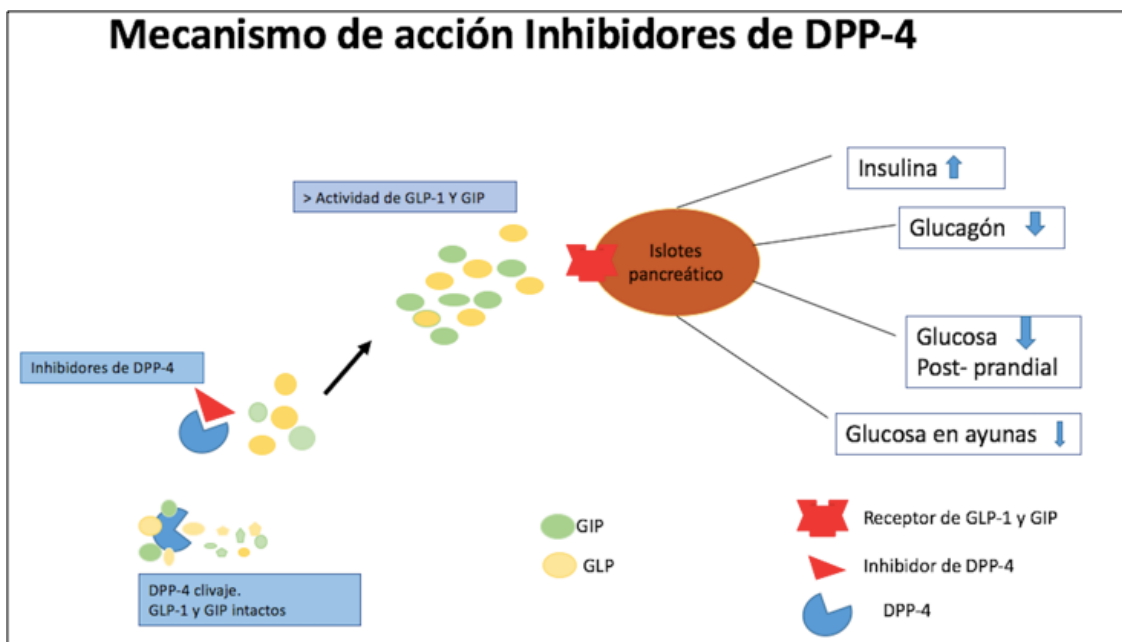 Mecanismo de acción Inhibidores de DPP-4
> Actividad de GLP-1 Y GIP
Insulina
Glucagón
Islotes
pancreático
Glucosa
Post- prandial
Inhibidores de DPP-4
Glucosa en ayunas
GIP
GLP
Receptor de GLP-1 y GIP
Inhibidor de DPP-4
DPP-4
DPP-4 clivaje.
GLP-1 y GIP intactos